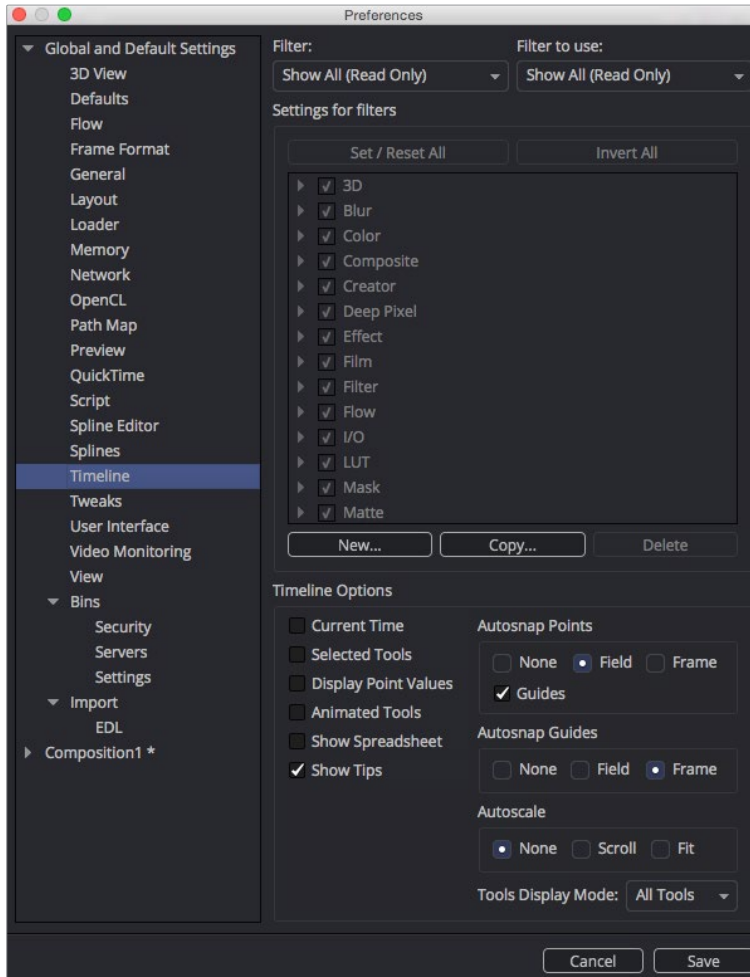 Preferences
Global and Default Settings
3D View
Defaults
Flow
Frame Format
General
Layout
Loader
Memory
Network
OpenCL
Path Map
Preview
QuickTime
Script
Spline Editor
Splines
Timeline
Tweaks
User Interface
Video Monitoring
View
Bins
Security
Servers
Settings
Import
EDL
Composition1 *
Filter:
Show All (Read Only)
Filter to use:
Show All (Read Only)
Settings for filters
Set / Reset All
Invert All
3D
Blur
Color
Composite
Creator
Deep Pixel
Effect
Film
Filter
Flow
I/O
LUT
Mask
Matte
New...
Copy...
Delete
Timeline Options
Current Time
Selected Tools
Display Point Values
Animated Tools
Show Spreadsheet
Show Tips
Autosnap Points
None Field Frame
Guides
Autosnap Guides
None Field Frame
Autoscale
None Scroll Fit
Tools Display Mode: All Tools
Cancel
Save